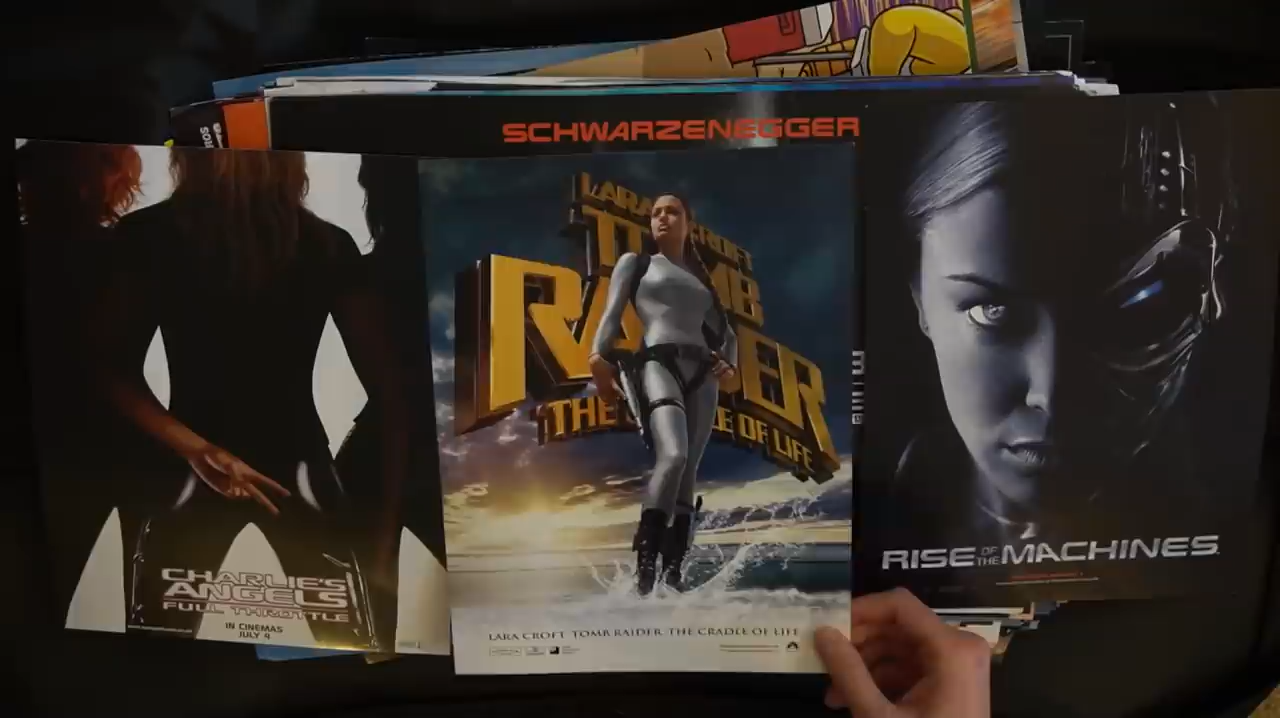 ROS
SCHWARZENEGGER
LARA CROFT
TOMB
RAIDER
THE CRADLE OF LIFE
RISE OF THE MACHINES
CHARLIE'S
ANGELS
FULL THROTTLE
IN CINEMAS
JULY 4
LARA CROFT TOMB RAIDER THE CRADLE OF LIFE